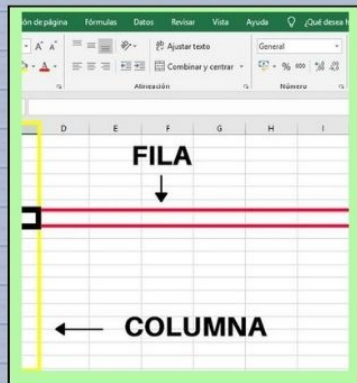 ón de página Fórmulas Datos Revisar Vista Ayuda ¿Qué desea h
A A Ajustar texto General
A Combinar y centrar % 000
Alineación Número
D E F G H I
FILA
COLUMNA